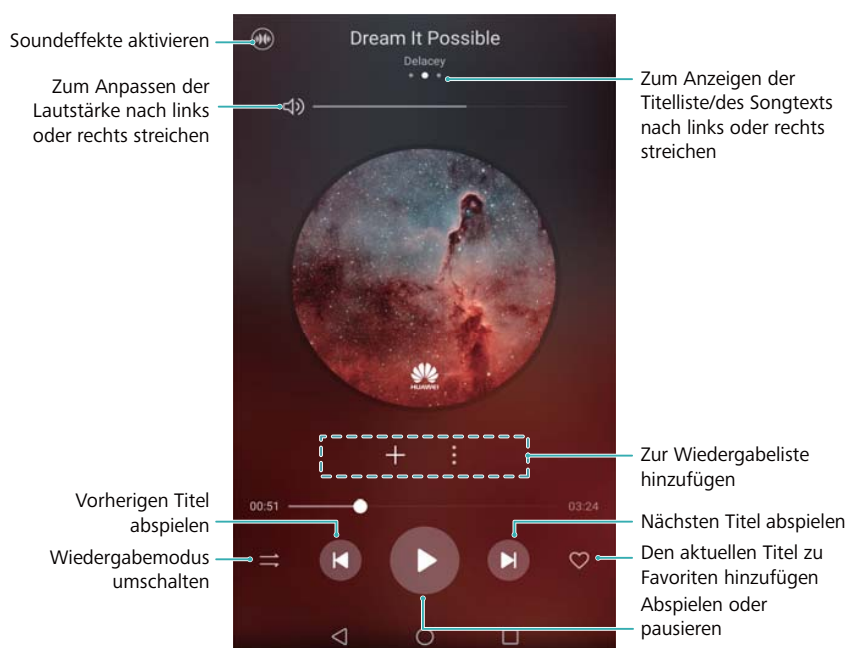 Soundeffekte aktivieren
Zum Anpassen der
Lautstärke nach links
oder rechts streichen
Dream It Possible
Delacey
Zum Anzeigen der
Titelliste/des Songtexts
nach links oder rechts
streichen
HUAWEI
Zur Wiedergabeliste
hinzufügen
00:51
03:24
Vorherigen Titel
abspielen
Wiedergabemodus
umschalten
Nächsten Titel abspielen
Den aktuellen Titel zu
Favoriten hinzufügen
Abspielen oder
pausieren